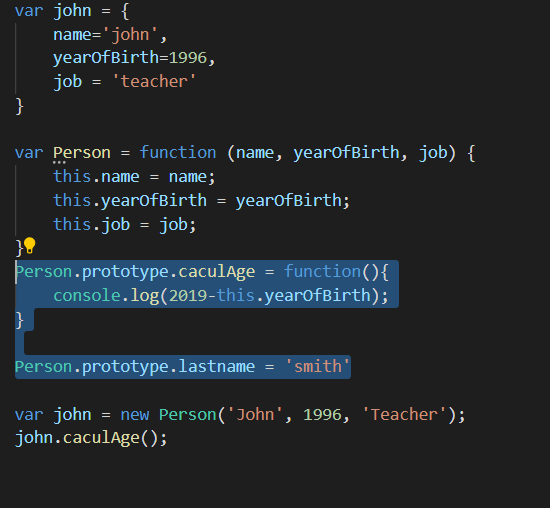 var john = {
    name='john',
    yearOfBirth=1996,
    job = 'teacher'
}
var Person = function (name, yearOfBirth, job) {
    this.name = name;
    this.yearOfBirth = yearOfBirth;
    this.job = job;
}
Person.prototype.caculAge = function(){
    console.log(2019-this.yearOfBirth);
}
Person.prototype.lastname = 'smith'
var john = new Person('John', 1996, 'Teacher');
john.caculAge();